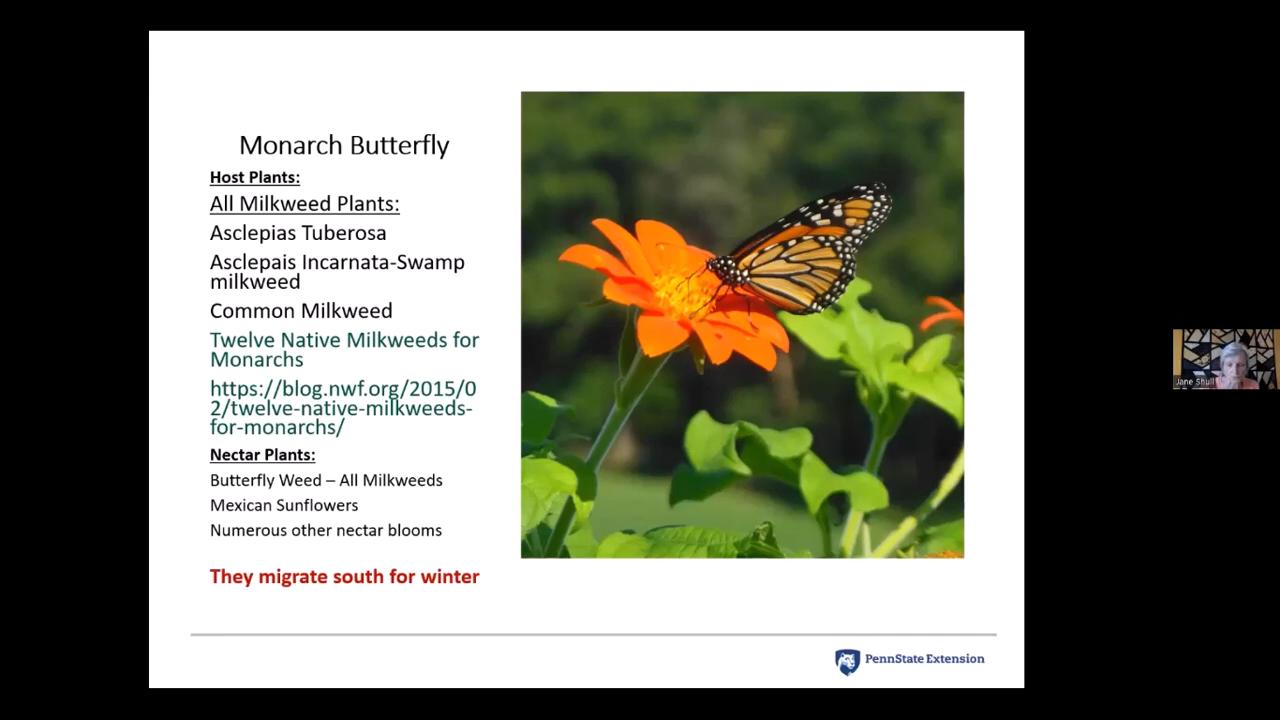 Monarch Butterfly
Host Plants:
All Milkweed Plants:
Asclepias Tuberosa
Asclepais Incarnata-Swamp
milkweed
Common Milkweed
Twelve Native Milkweeds for
Monarchs
https://blog.nwf.org/2015/0
2/twelve-native-milkweeds-
for-monarchs/
Nectar Plants:
Butterfly Weed – All Milkweeds
Mexican Sunflowers
Numerous other nectar blooms
They migrate south for winter
PennState Extension
Jane Shull